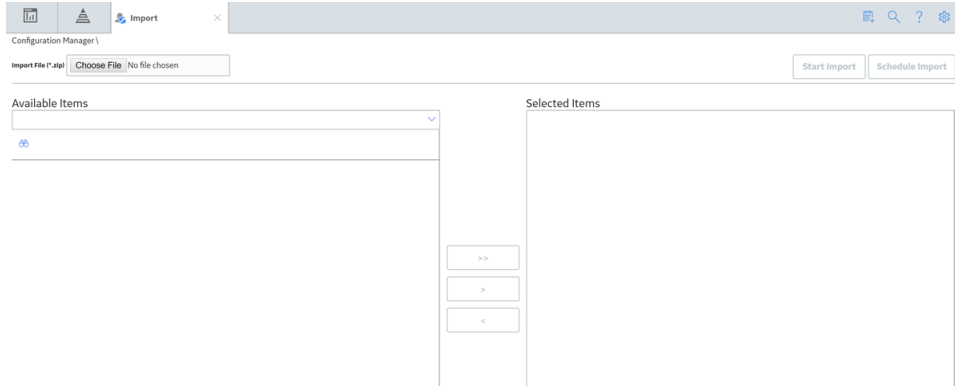 Import
Configuration Manager \
Import File (*.zip) Choose File No file chosen
Start Import Schedule Import
Available Items
Selected Items
>>
>
<